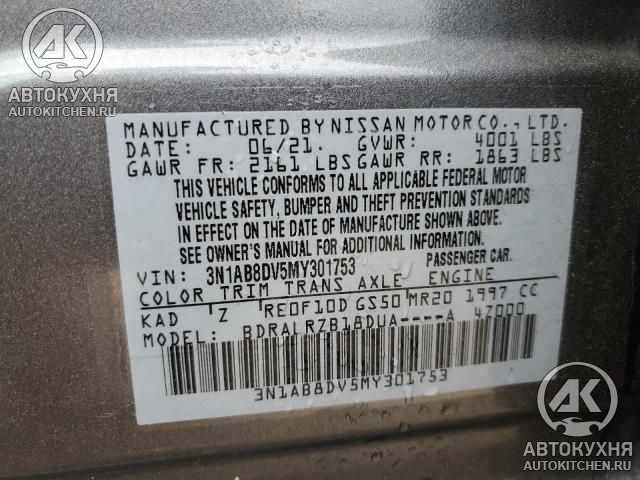 AK
АВТОКУХНЯ
AUTOKITCHEN.RU
MANUFACTURED BY NISSAN MOTOR CO., LTD.
DATE: 06/21. GVWR: 4001 LBS
GAWR FR: 2161 LBS GAWR RR: 1863 LBS
THIS VEHICLE CONFORMS TO ALL APPLICABLE FEDERAL MOTOR
VEHICLE SAFETY, BUMPER AND THEFT PREVENTION STANDARDS
IN EFFECT ON THE DATE OF MANUFACTURE SHOWN ABOVE.
SEE OWNER'S MANUAL FOR ADDITIONAL INFORMATION.
VIN: 3N1AB8DV5MY301753 PASSENGER CAR.
COLOR TRIM TRANS AXLE ENGINE
KAD Z RE0F10D GS50 MR20 1997 CC
MODEL: BDRALRZB18DUA----A 47000
3N1AB8DV5MY301753
AK
АВТОКУХНЯ
AUTOKITCHEN.RU